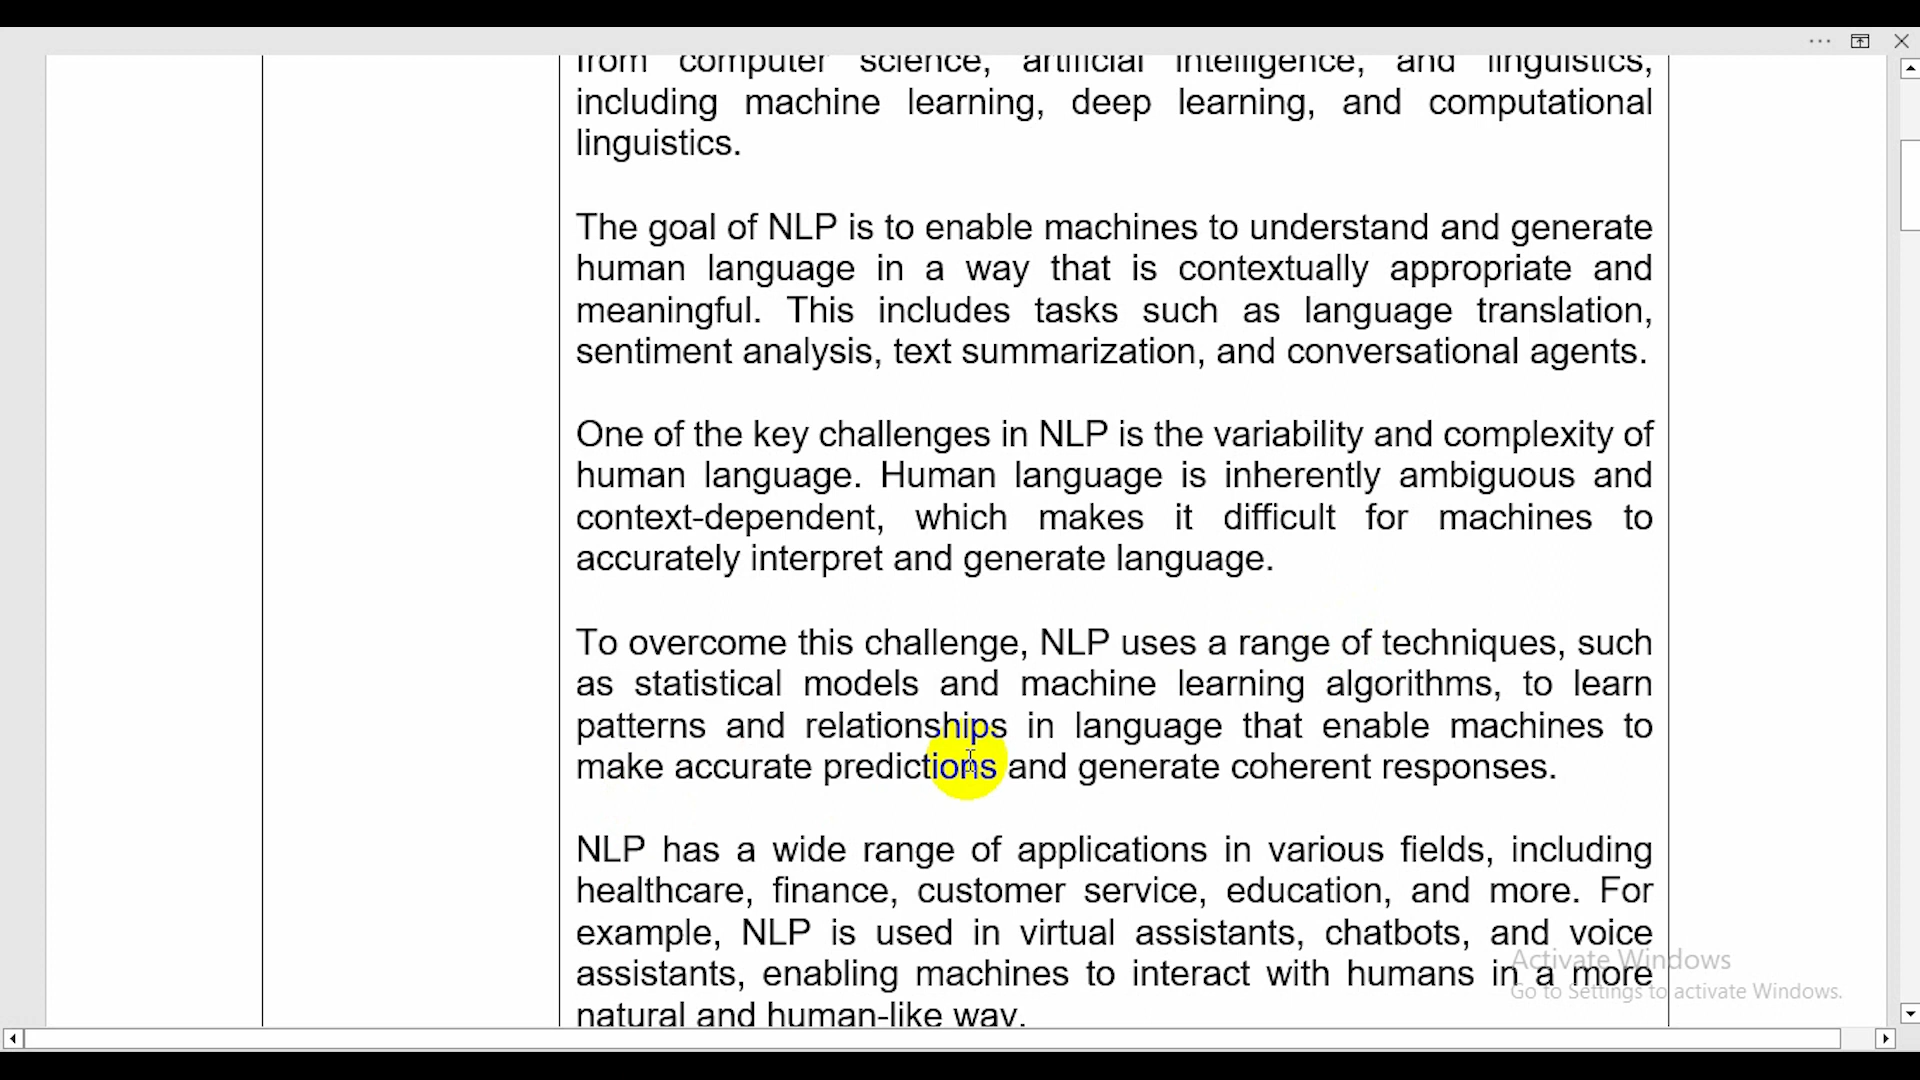 from computer science, artificial intelligence, and linguistics,
including machine learning, deep learning, and computational
linguistics.
The goal of NLP is to enable machines to understand and generate
human language in a way that is contextually appropriate and
meaningful. This includes tasks such as language translation,
sentiment analysis, text summarization, and conversational agents.
One of the key challenges in NLP is the variability and complexity of
human language. Human language is inherently ambiguous and
context-dependent, which makes it difficult for machines to
accurately interpret and generate language.
To overcome this challenge, NLP uses a range of techniques, such
as statistical models and machine learning algorithms, to learn
patterns and relationships in language that enable machines to
make accurate predictions and generate coherent responses.
NLP has a wide range of applications in various fields, including
healthcare, finance, customer service, education, and more. For
example, NLP is used in virtual assistants, chatbots, and voice
assistants, enabling machines to interact with humans in a more
natural and human-like way.
Activate Windows
Go to Settings to activate Windows.